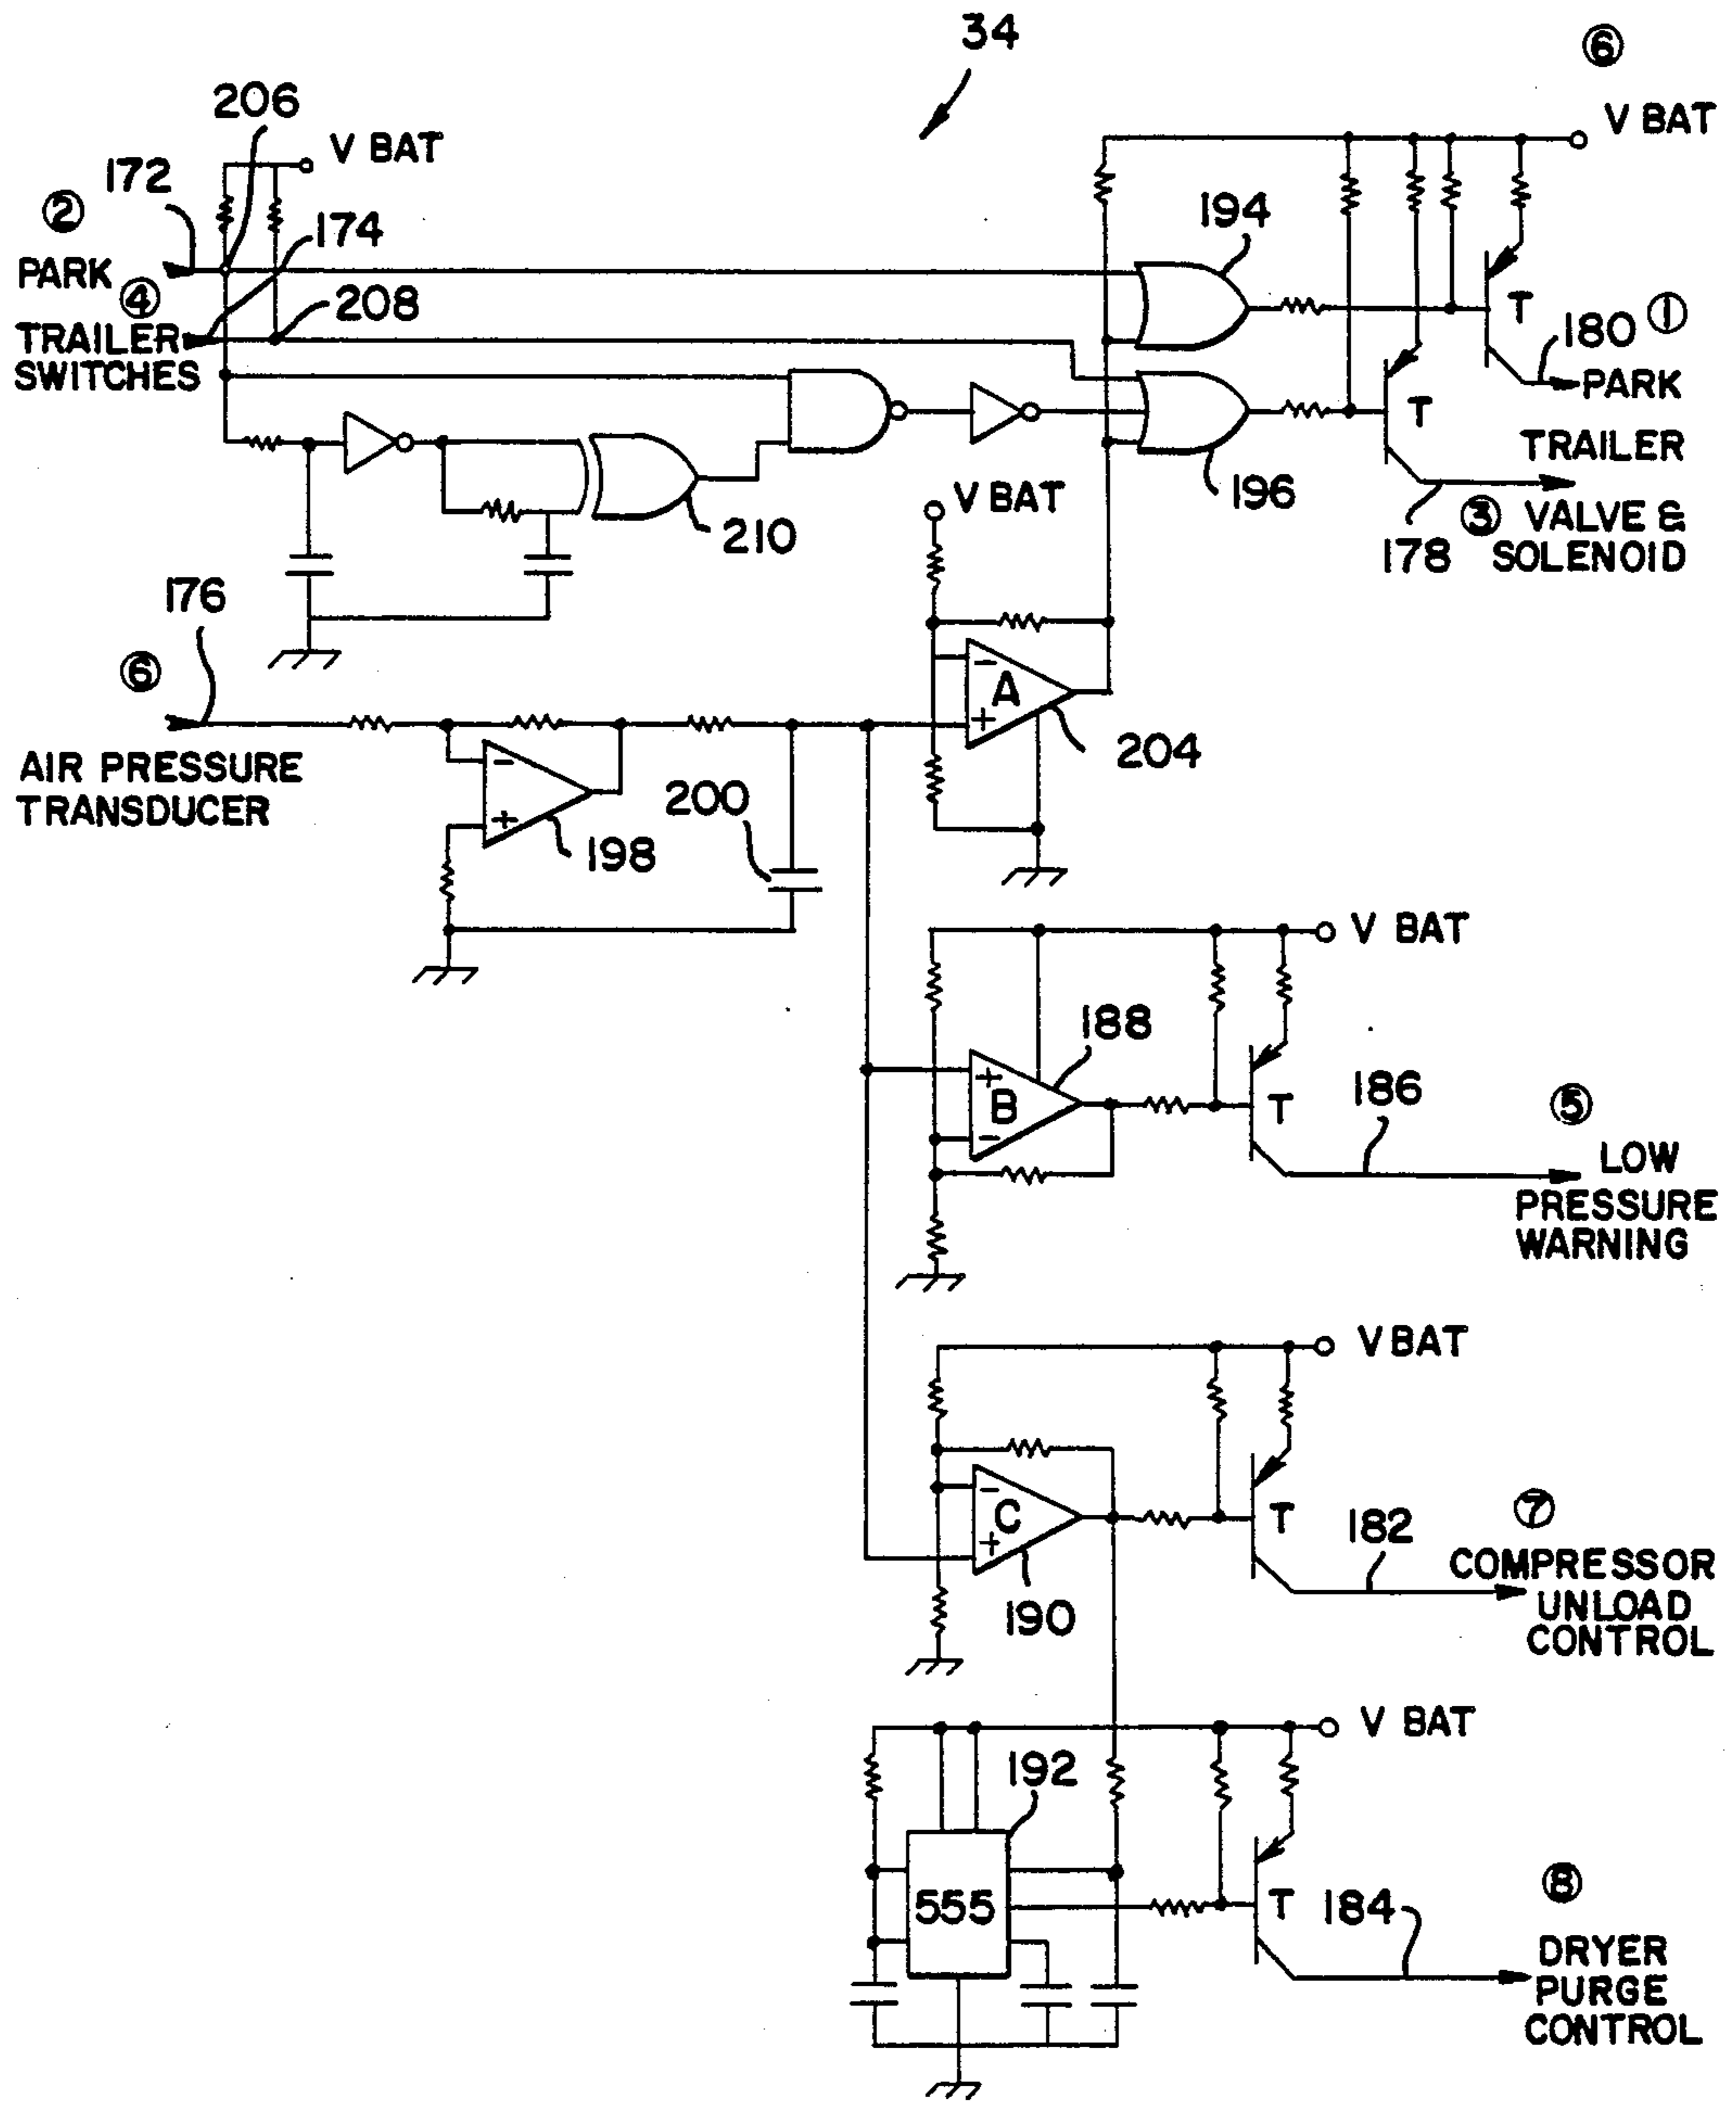 34
⑥
V BAT
206
V BAT
172
②
174
194
PARK
④
208
TRAILER
SWITCHES
T
180 ①
PARK
T
TRAILER
196
V BAT
210
③ VALVE &
178 SOLENOID
176
⑥
- A +
204
AIR PRESSURE
TRANSDUCER
- +
198
200
V BAT
188
+ B -
T
186
⑤
LOW
PRESSURE
WARNING
V BAT
- C +
T
182
⑦
COMPRESSOR
UNLOAD
CONTROL
190
V BAT
192
555
T
184
⑧
DRYER
PURGE
CONTROL